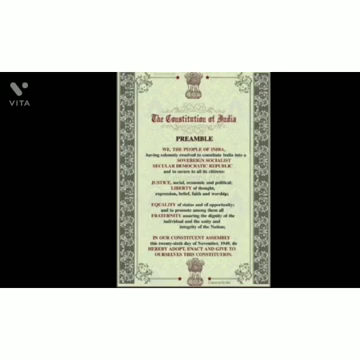 VITA
The Constitution of India
PREAMBLE
WE, THE PEOPLE OF INDIA,
having solemnly resolved to constitute India into a
SOVEREIGN SOCIALIST
SECULAR DEMOCRATIC REPUBLIC
and to secure to all its citizens:
JUSTICE, social, economic and political;
LIBERTY of thought,
expression, belief, faith and worship;
EQUALITY of status and of opportunity;
and to promote among them all
FRATERNITY assuring the dignity of the
individual and the unity and
integrity of the Nation;
IN OUR CONSTITUENT ASSEMBLY
this twenty-sixth day of November, 1949, do
HEREBY ADOPT, ENACT AND GIVE TO
OURSELVES THIS CONSTITUTION.